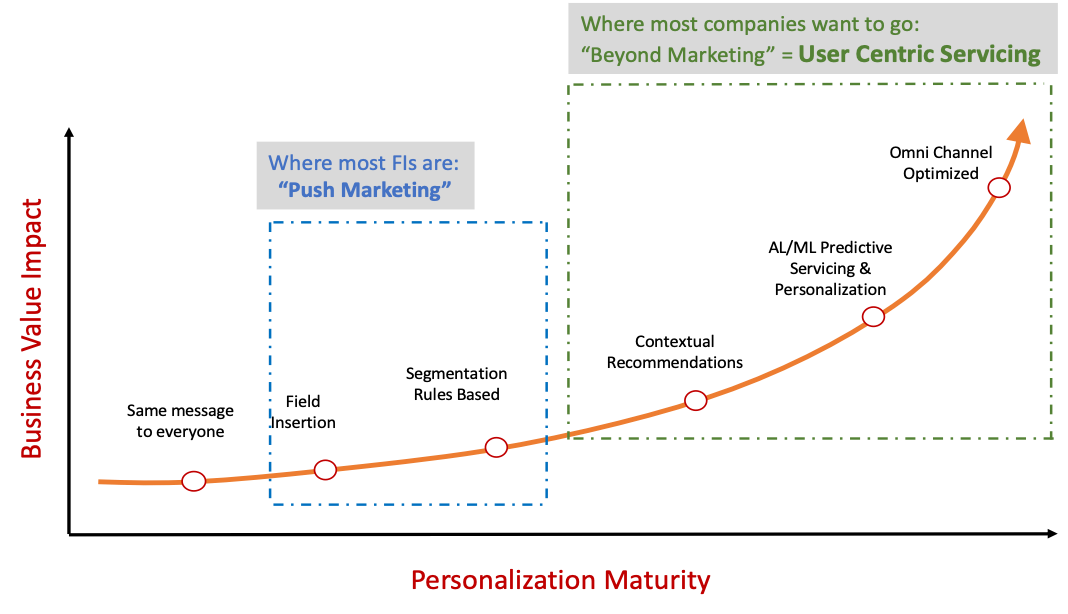 Where most companies want to go:
“Beyond Marketing” = User Centric Servicing
Where most FIs are:
“Push Marketing”
Omni Channel
Optimized
AL/ML Predictive
Servicing &
Personalization
Contextual
Recommendations
Segmentation
Rules Based
Field
Insertion
Same message
to everyone
Business Value Impact
Personalization Maturity